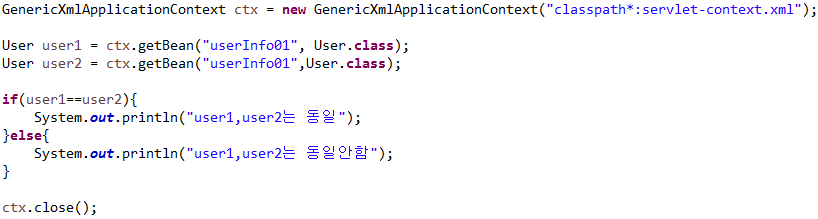 GenericXmlApplicationContext ctx = new GenericXmlApplicationContext("classpath*:servlet-context.xml");
User user1 = ctx.getBean("userInfo01", User.class);
User user2 = ctx.getBean("userInfo01",User.class);
if(user1==user2){
System.out.println("user1,user2는 동일");
}else{
System.out.println("user1,user2는 동일안함");
}
ctx.close();